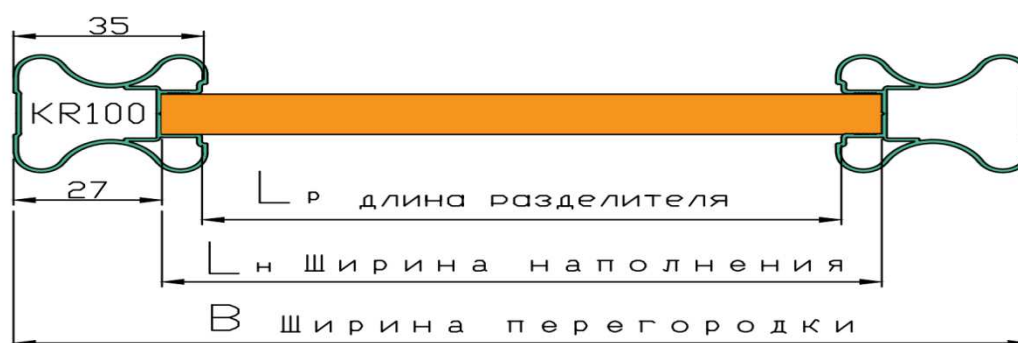 35
KR100
27
Lр длина разделителя
Lн Ширина наполнения
B Ширина перегородки